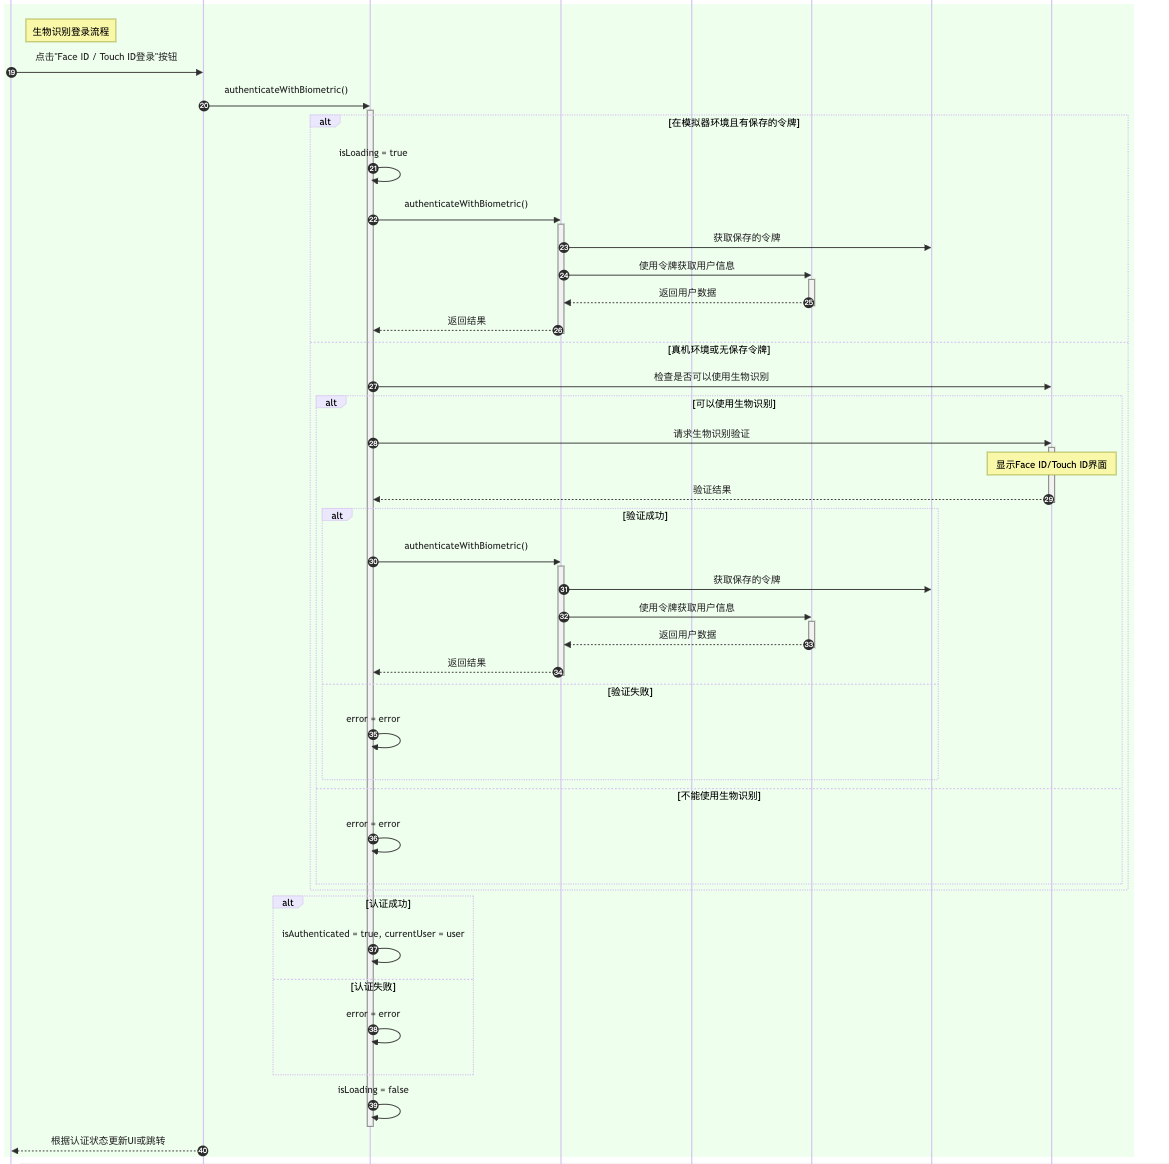 生物识别登录流程
点击"Face ID / Touch ID登录"按钮
19
authenticateWithBiometric()
20
alt
[在模拟器环境且有保存的令牌]
isLoading = true
21
authenticateWithBiometric()
22
获取保存的令牌
23
使用令牌获取用户信息
24
返回用户数据
25
返回结果
26
[真机环境或无保存令牌]
检查是否可以使用生物识别
27
alt
[可以使用生物识别]
请求生物识别验证
28
显示Face ID/Touch ID界面
验证结果
29
alt
[验证成功]
authenticateWithBiometric()
30
获取保存的令牌
31
使用令牌获取用户信息
32
返回用户数据
33
返回结果
34
[验证失败]
error = error
35
[不能使用生物识别]
error = error
36
alt
[认证成功]
isAuthenticated = true, currentUser = user
37
[认证失败]
error = error
38
isLoading = false
39
根据认证状态更新UI或跳转
40